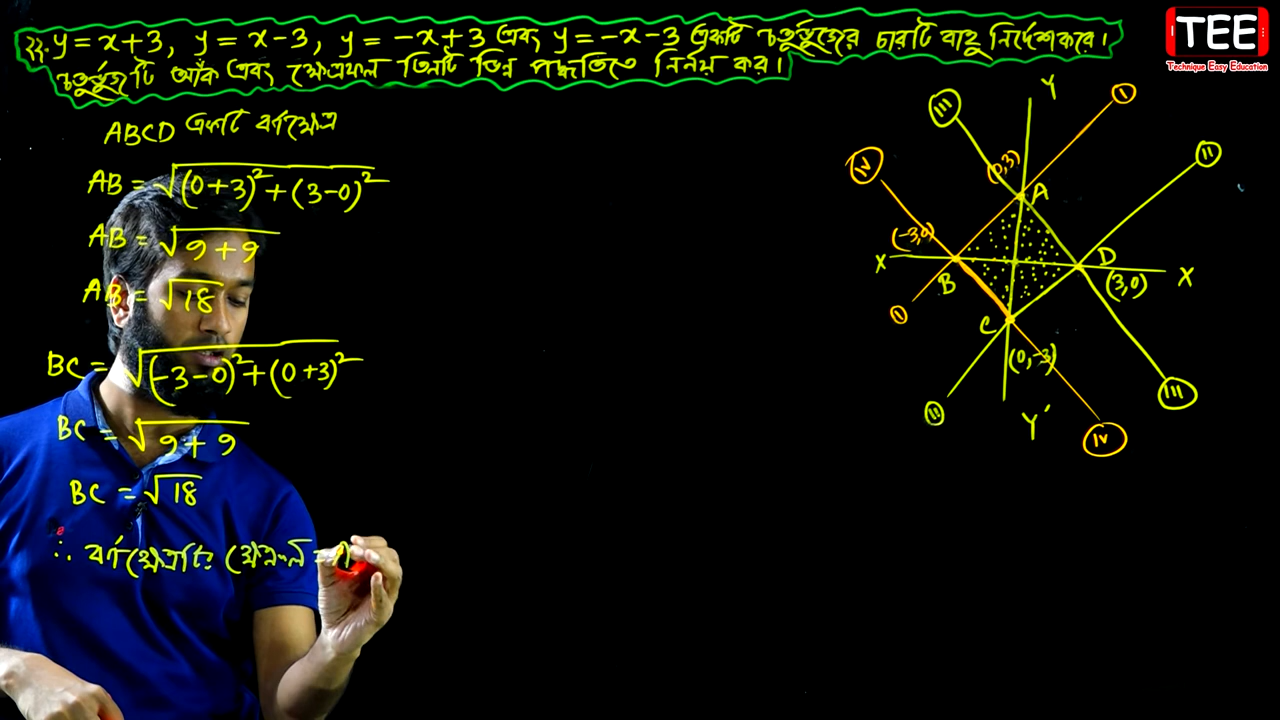 ২২. y = x+3, y = x-3, y = -x+3 এবং y = -x-3 একটি চতুর্ভুজের চারটি বাহু নির্দেশ করে।
চতুর্ভুজটি আঁক এবং ক্ষেত্রফল তিনটি ভিন্ন পদ্ধতিতে নির্নয় কর।
TEE
Technique Easy Education
ABCD একটি বর্গক্ষেত্র
AB = √(0+3)²+(3-0)²
AB = √9+9
AB = √18
BC = √(-3-0)²+(0+3)²
BC = √9+9
BC = √18
∴ বর্গক্ষেত্রটির ক্ষেত্রফল =
Y
I
III
II
IV
(0,3)
A
(-3,0)
X
B
D
X
(3,0)
I
C
(0,-3)
II
Y'
III
IV